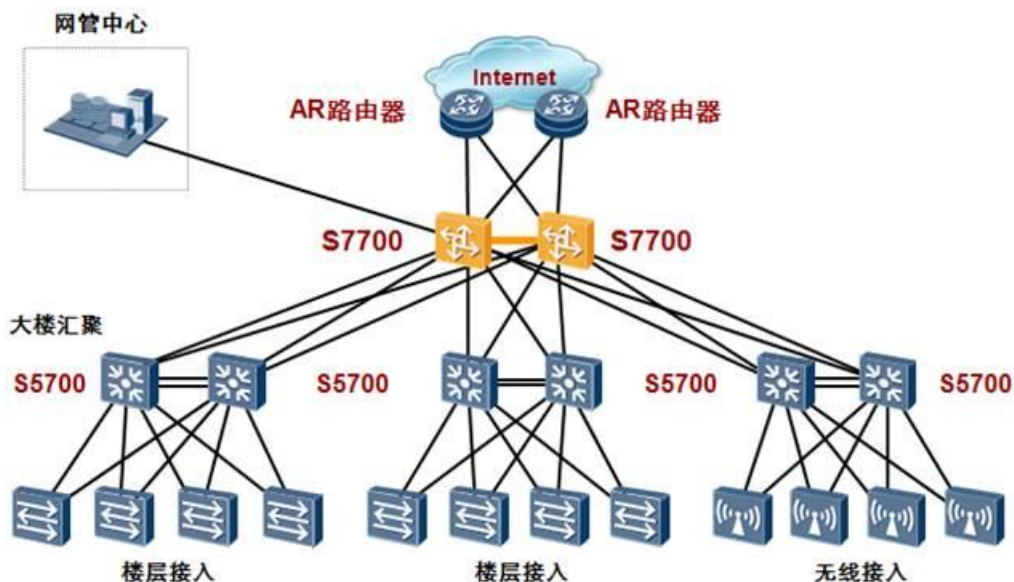 网管中心
Internet
AR路由器
AR路由器
S7700
S7700
大楼汇聚
S5700
S5700
S5700
S5700
楼层接入
楼层接入
无线接入